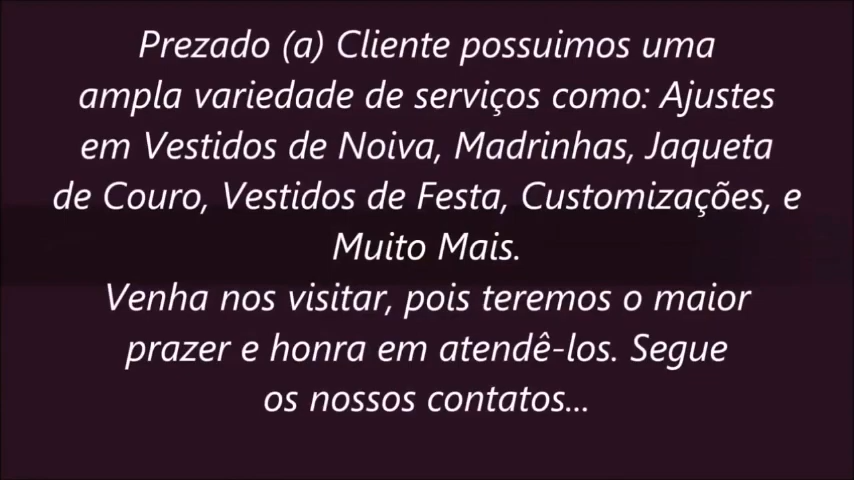 Prezado (a) Cliente possuimos uma
ampla variedade de serviços como: Ajustes
em Vestidos de Noiva, Madrinhas, Jaqueta
de Couro, Vestidos de Festa, Customizações, e
Muito Mais.
Venha nos visitar, pois teremos o maior
prazer e honra em atendê-los. Segue
os nossos contatos...